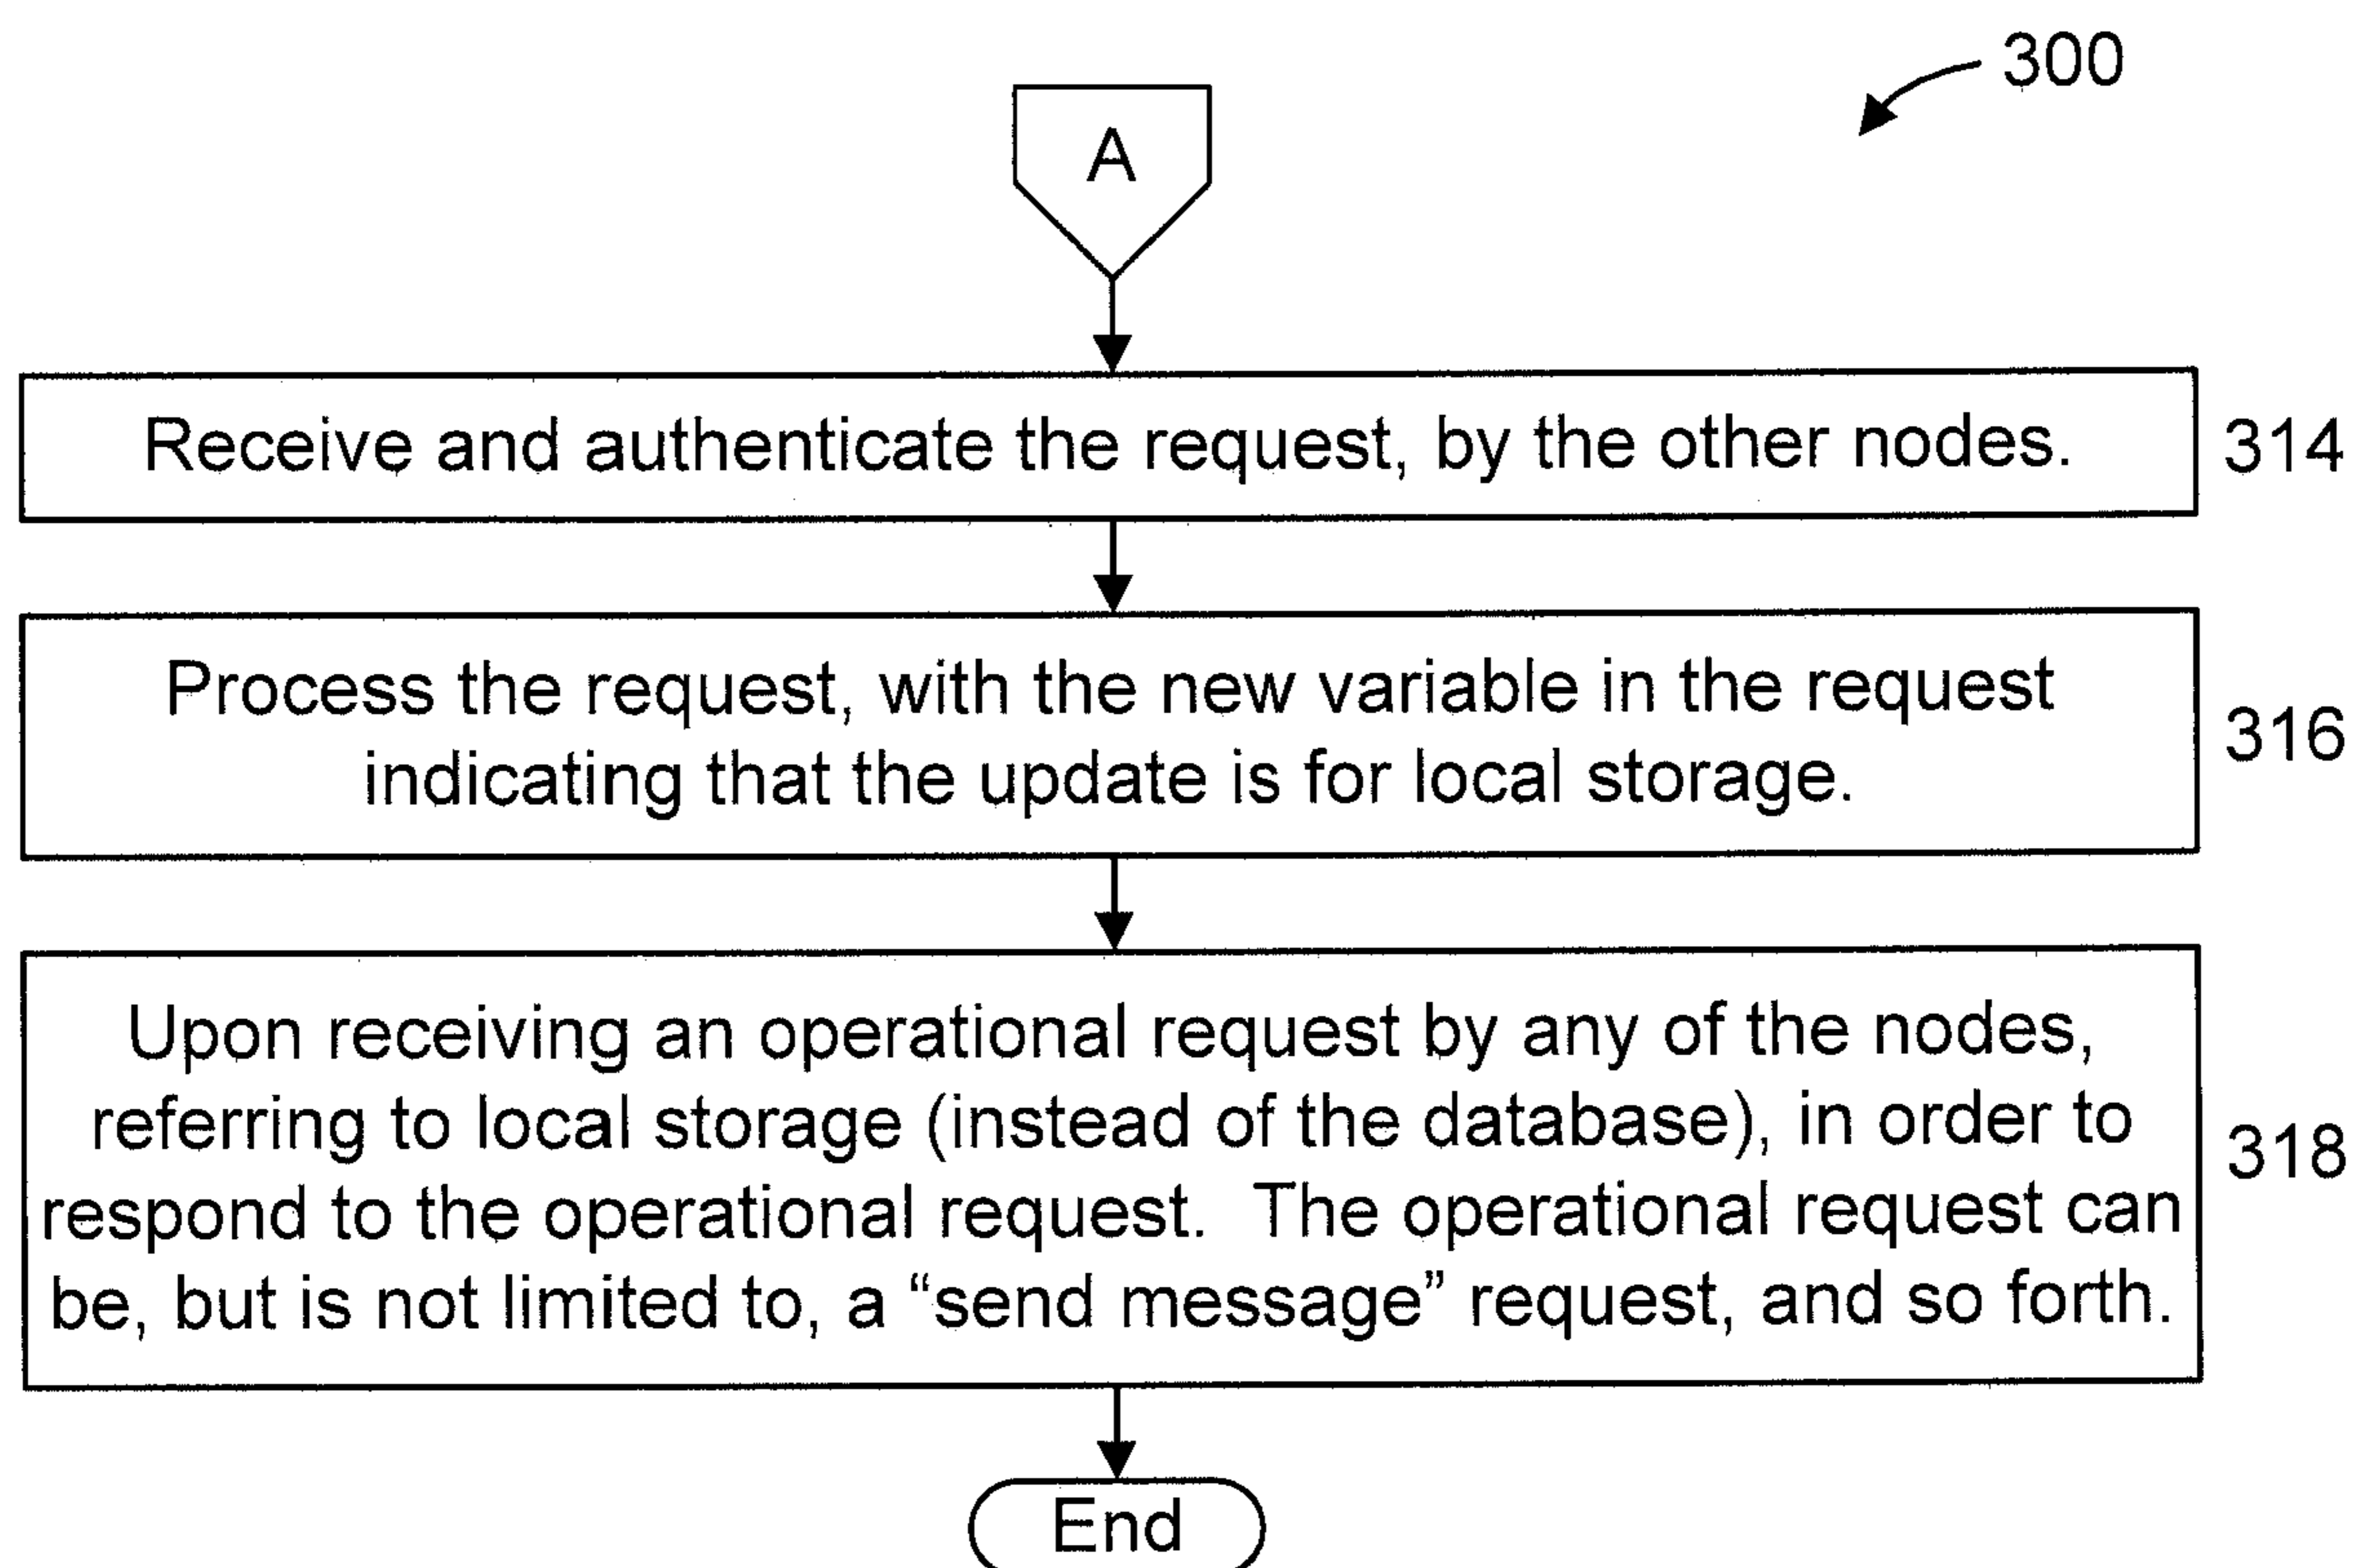 300
A
Receive and authenticate the request, by the other nodes.
314
Process the request, with the new variable in the request
indicating that the update is for local storage.
316
Upon receiving an operational request by any of the nodes,
referring to local storage (instead of the database), in order to
respond to the operational request. The operational request can
be, but is not limited to, a “send message” request, and so forth.
318
End